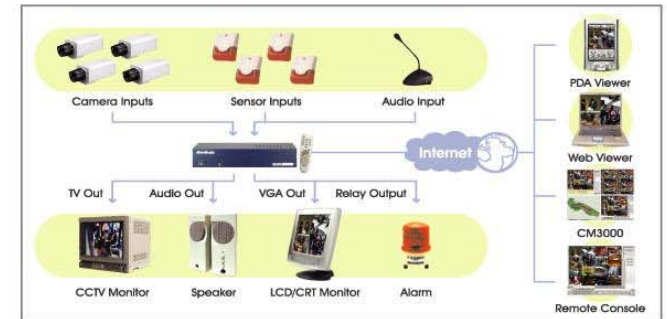 Camera Inputs
Sensor Inputs
Audio Input
PDA Viewer
Internet
Web Viewer
TV Out
Audio Out
VGA Out
Relay Output
CM3000
CCTV Monitor
Speaker
LCD/CRT Monitor
Alarm
Remote Console